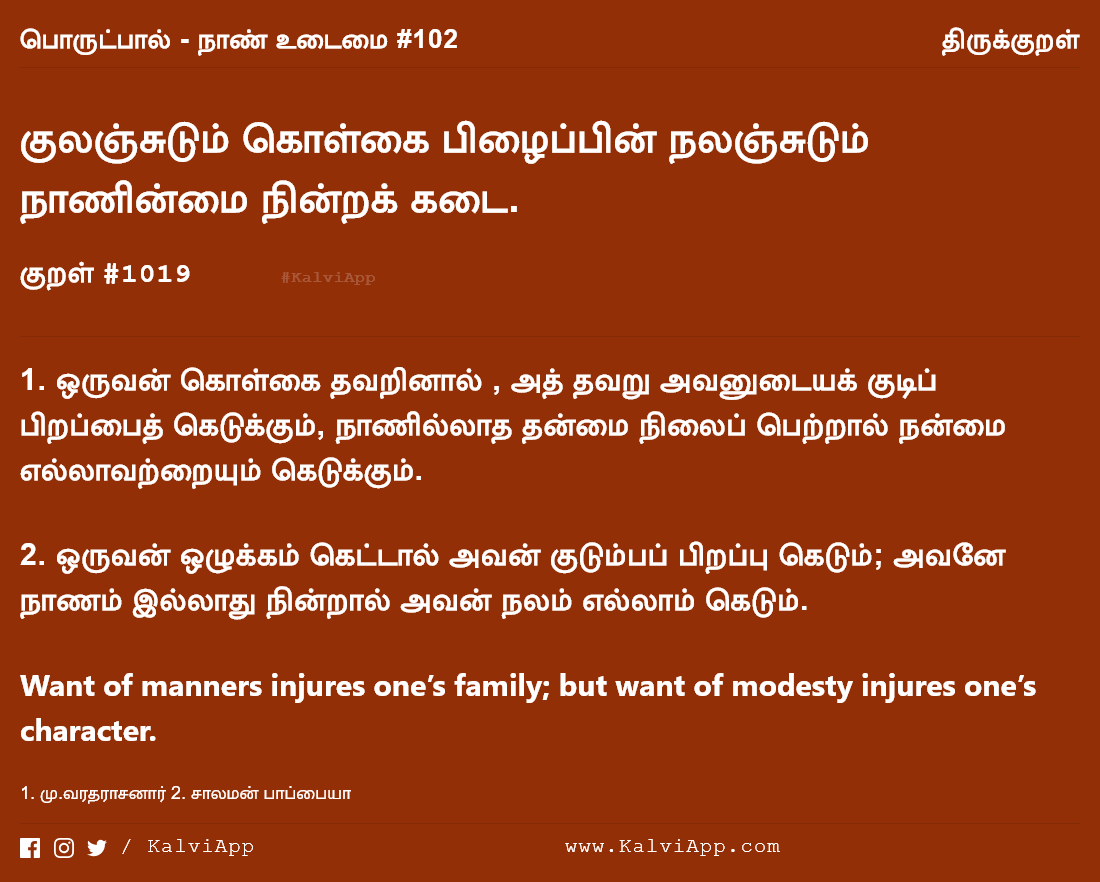 பொருட்பால் - நாண் உடைமை #102 திருக்குறள்
குலஞ்சுடும் கொள்கை பிழைப்பின் நலஞ்சுடும்
நாணின்மை நின்றக் கடை.
குறள் #1019 #KalviApp
1. ஒருவன் கொள்கை தவறினால் , அத் தவறு அவனுடையக் குடிப்
பிறப்பைத் கெடுக்கும், நாணில்லாத தன்மை நிலைப் பெற்றால் நன்மை
எல்லாவற்றையும் கெடுக்கும்.
2. ஒருவன் ஒழுக்கம் கெட்டால் அவன் குடும்பப் பிறப்பு கெடும்; அவனே
நாணம் இல்லாது நின்றால் அவன் நலம் எல்லாம் கெடும்.
Want of manners injures one’s family; but want of modesty injures one’s
character.
1. மு.வரதராசனார் 2. சாலமன் பாப்பையா
/ KalviApp www.KalviApp.com